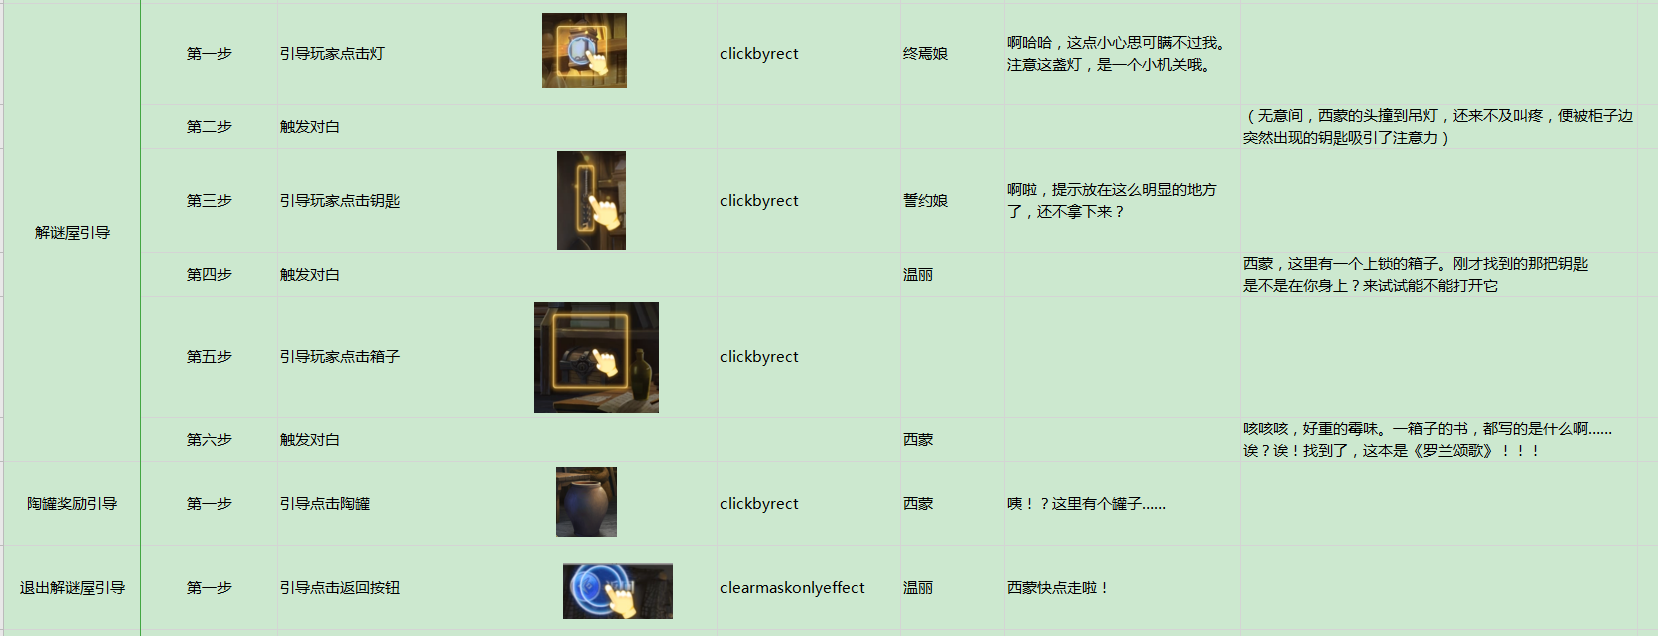 解谜屋引导
第一步
引导玩家点击灯
clickbyrect
终焉娘
啊哈哈，这点小心思可瞒不过我。
注意这盏灯，是一个小机关哦。
第二步
触发对白
（无意间，西蒙的头撞到吊灯，还来不及叫疼，便被柜子边
突然出现的钥匙吸引了注意力）
第三步
引导玩家点击钥匙
clickbyrect
誓约娘
啊啦，提示放在这么明显的地方
了，还不拿下来？
第四步
触发对白
温丽
西蒙，这里有一个上锁的箱子。刚才找到的那把钥匙
是不是在你身上？来试试能不能打开它
第五步
引导玩家点击箱子
clickbyrect
第六步
触发对白
西蒙
咳咳咳，好重的霉味。一箱子的书，都写的是什么啊......
诶？诶！找到了，这本是《罗兰颂歌》！！！
陶罐奖励引导
第一步
引导点击陶罐
clickbyrect
西蒙
咦！？这里有个罐子......
退出解谜屋引导
第一步
引导点击返回按钮
clearmaskonlyeffect
温丽
西蒙快点走啦！